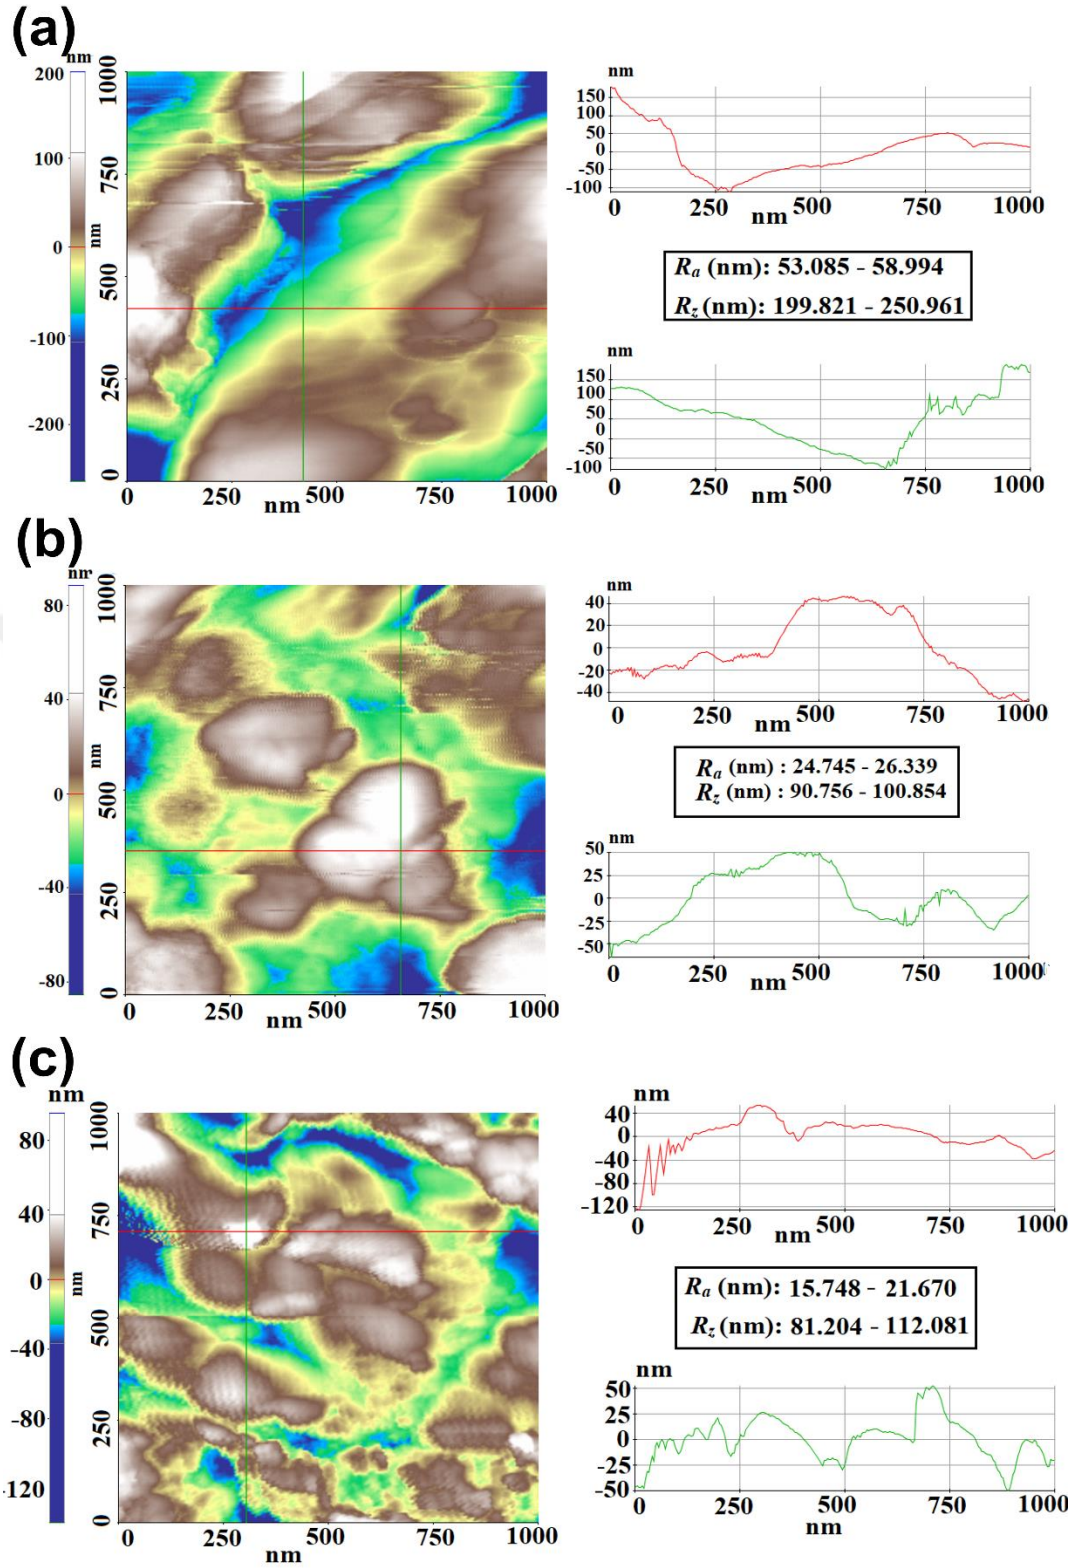 (a)
nm
200
100
0
-100
-200
nm
1000
750
500
250
0
0 250 500 750 1000
nm
nm
150
100
50
0
-50
-100
0 250 500 750 1000
nm
Ra (nm): 53.085 - 58.994
Rz (nm): 199.821 - 250.961
nm
150
100
50
0
-50
-100
0 250 500 750 1000
nm
(b)
nm
80
40
0
-40
-80
nm
1000
750
500
250
0
0 250 500 750 1000
nm
nm
40
20
0
-20
-40
0 250 500 750 1000
nm
Ra (nm) : 24.745 - 26.339
Rz (nm) : 90.756 - 100.854
nm
50
25
0
-25
-50
0 250 500 750 1000
nm
(c)
nm
80
40
0
-40
-80
-120
nm
1000
750
500
250
0
0 250 500 750 1000
nm
nm
40
0
-40
-80
-120
0 250 500 750 1000
nm
Ra (nm): 15.748 - 21.670
Rz (nm): 81.204 - 112.081
nm
50
25
0
-25
-50
0 250 500 750 1000
nm